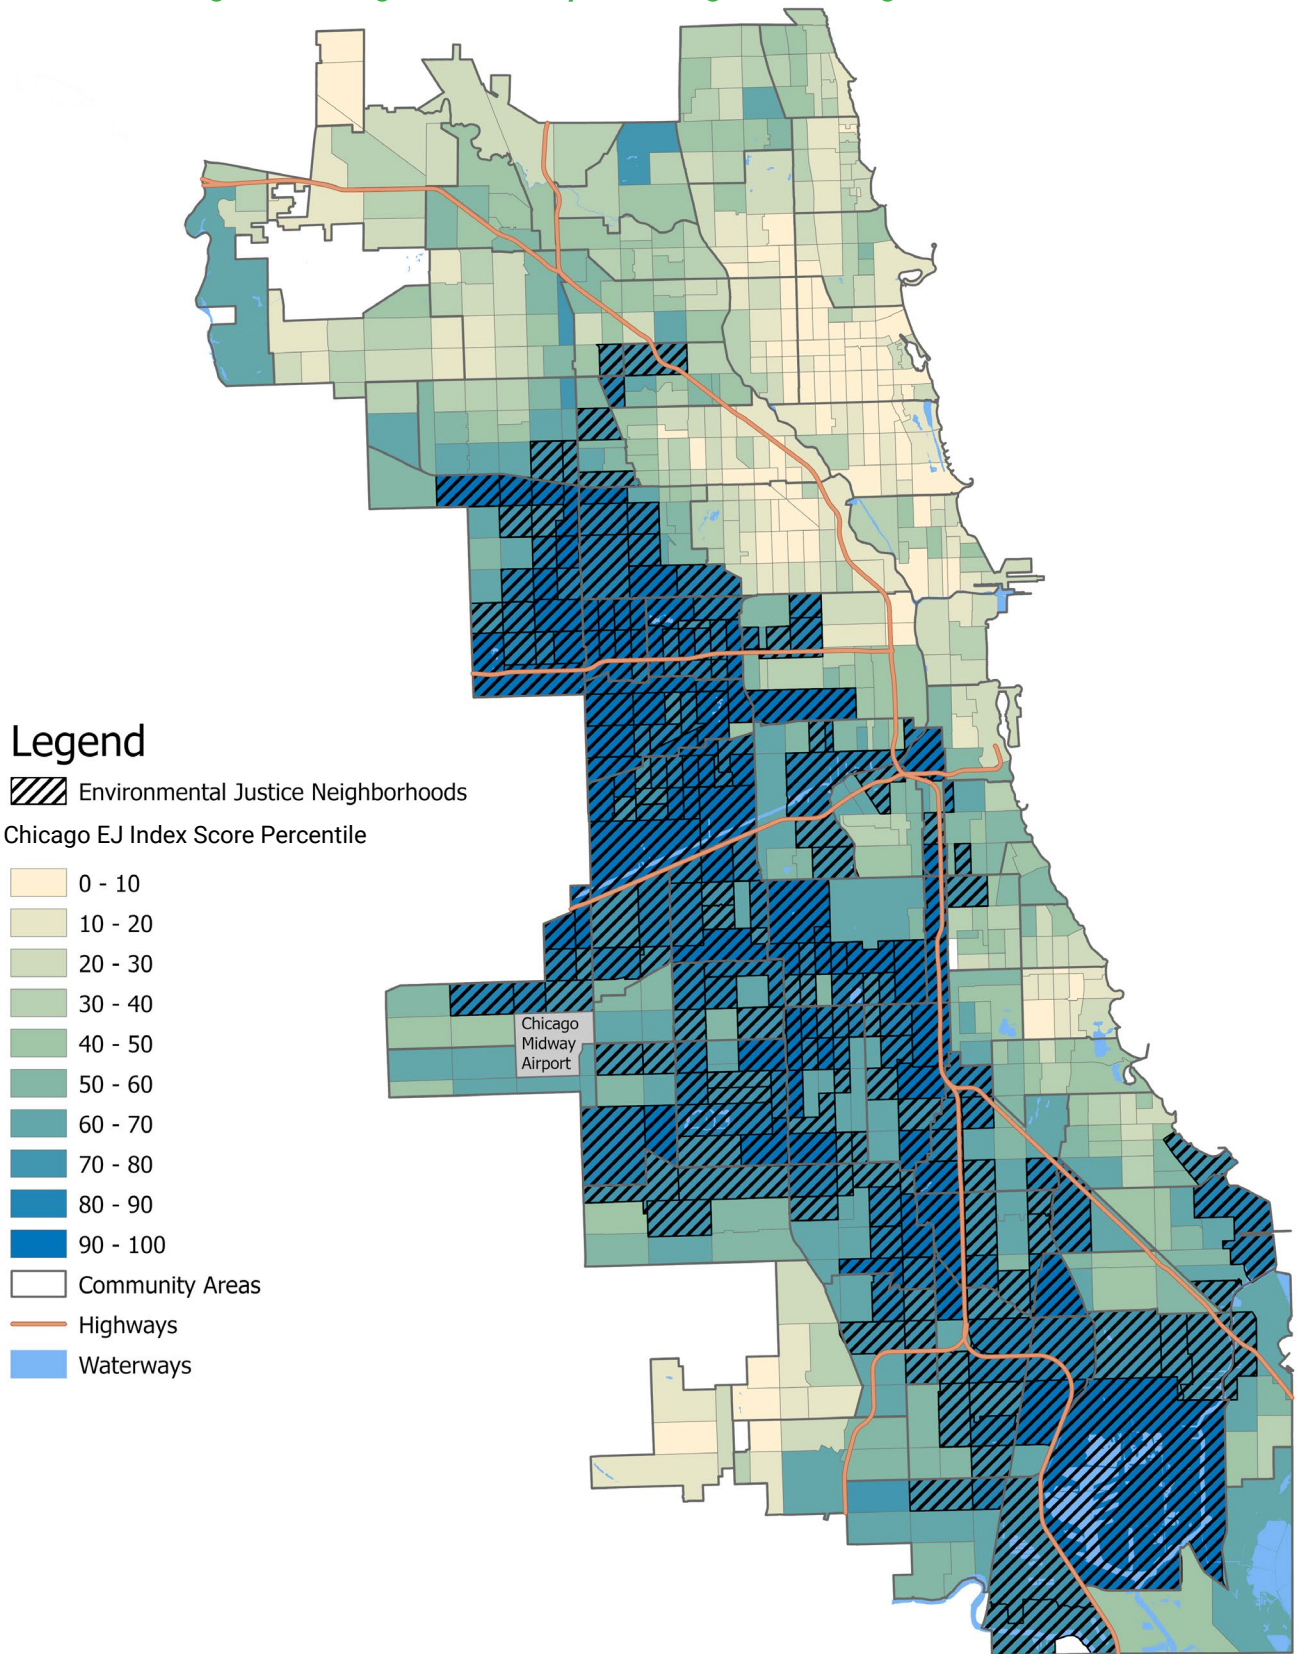 Legend
Environmental Justice Neighborhoods
Chicago EJ Index Score Percentile
0 - 10
10 - 20
20 - 30
30 - 40
40 - 50
50 - 60
60 - 70
70 - 80
80 - 90
90 - 100
Community Areas
Highways
Waterways
Chicago
Midway
Airport